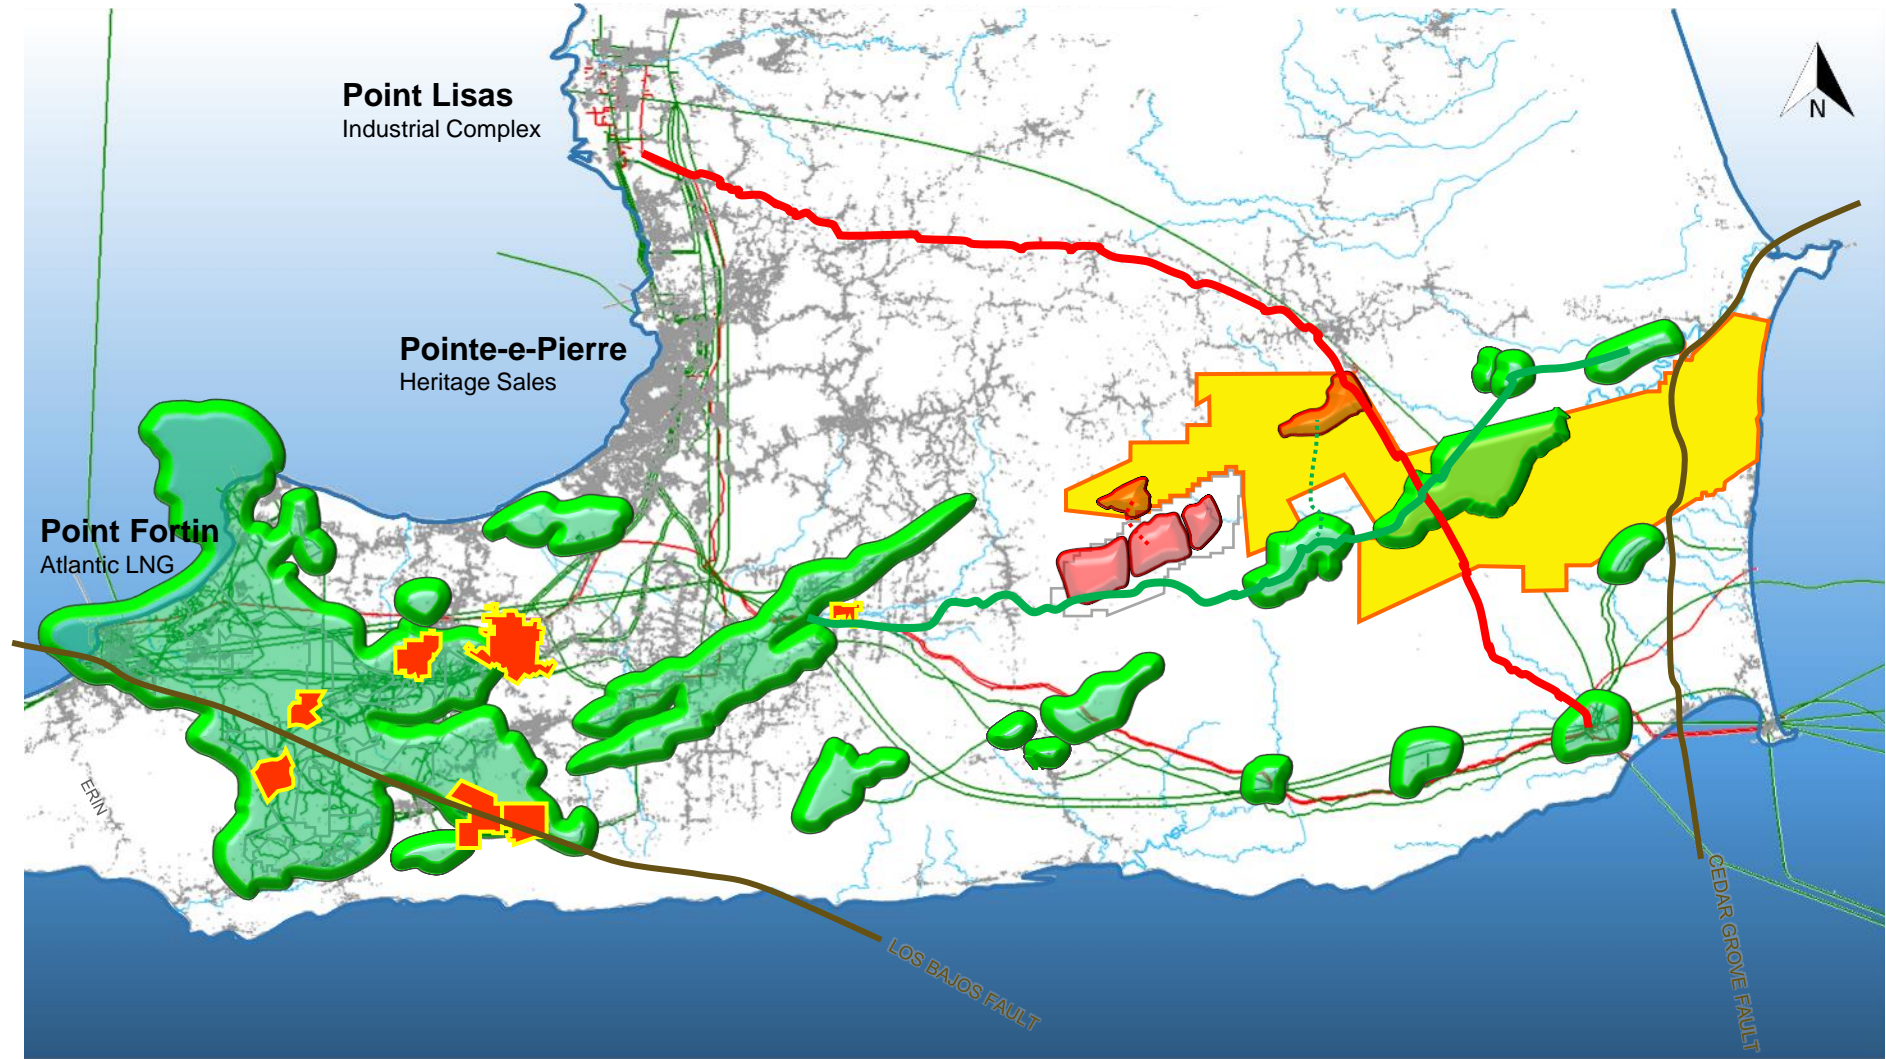 Point Lisas
Industrial Complex
N
Pointe-e-Pierre
Heritage Sales
Point Fortin
Atlantic LNG
ERIN
LOS BAJOS FAULT
CEDAR GROVE FAULT